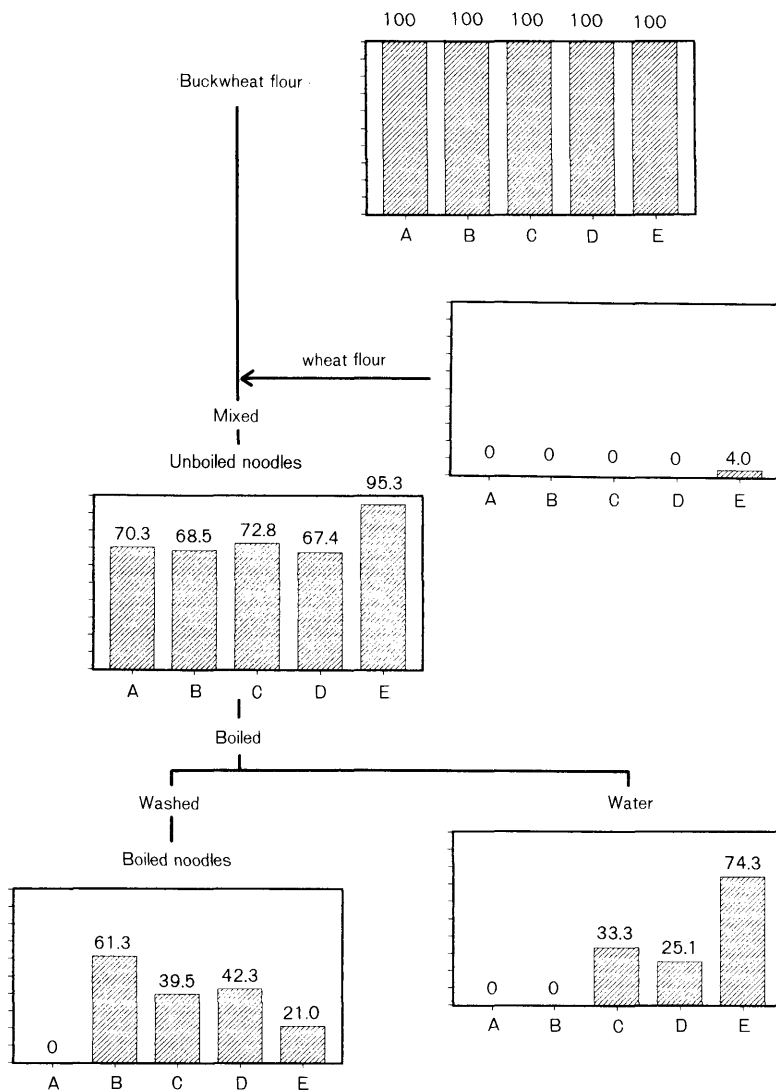 100 100 100 100 100
Buckwheat flour
A B C D E
wheat flour
0 0 0 0 4.0
A B C D E
Mixed
Unboiled noodles
70.3 68.5 72.8 67.4 95.3
A B C D E
Boiled
Washed Water
Boiled noodles
0 61.3 39.5 42.3 21.0
A B C D E
0 0 33.3 25.1 74.3
A B C D E